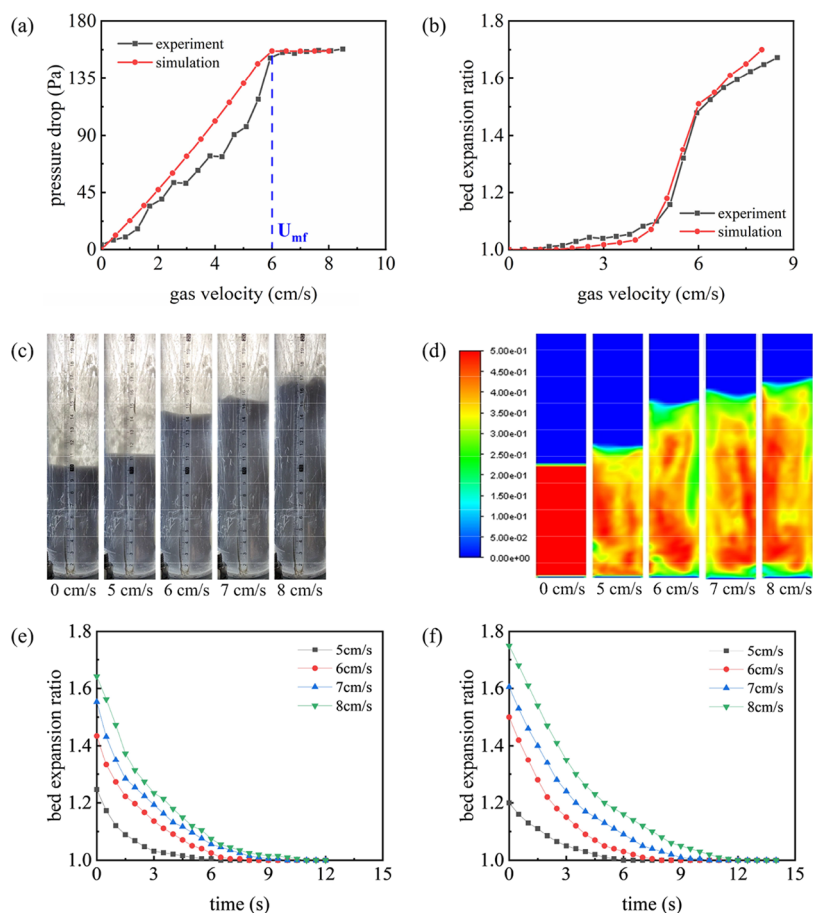 (a)
180
135
90
45
0
pressure drop (Pa)
experiment
simulation
U_mf
0 2 4 6 8 10
gas velocity (cm/s)
(b)
1.8
1.6
1.4
1.2
1.0
bed expansion ratio
experiment
simulation
0 3 6 9
gas velocity (cm/s)
(c)
0 cm/s 5 cm/s 6 cm/s 7 cm/s 8 cm/s
(d)
5.00e-01
4.50e-01
4.00e-01
3.50e-01
3.00e-01
2.50e-01
2.00e-01
1.50e-01
1.00e-01
5.00e-02
0.00e+00
0 cm/s 5 cm/s 6 cm/s 7 cm/s 8 cm/s
(e)
1.8
1.6
1.4
1.2
1.0
bed expansion ratio
5cm/s
6cm/s
7cm/s
8cm/s
0 3 6 9 12 15
time (s)
(f)
1.8
1.6
1.4
1.2
1.0
bed expansion ratio
5cm/s
6cm/s
7cm/s
8cm/s
0 3 6 9 12 15
time (s)